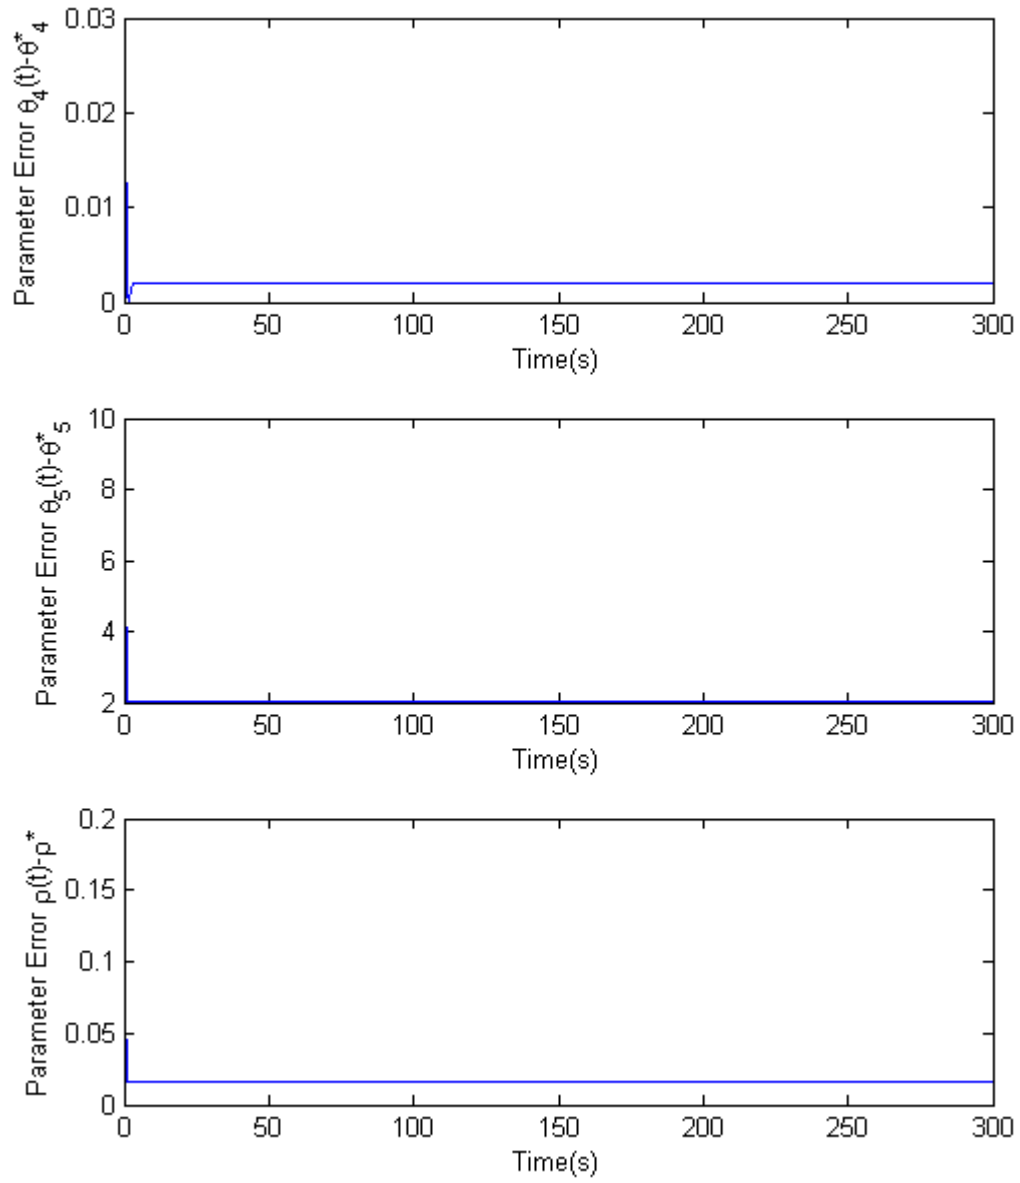 Parameter Error θ4(t)-θ*4
0.03
0.02
0.01
0
0 50 100 150 200 250 300
Time(s)
Parameter Error θ5(t)-θ*5
10
8
6
4
2
0 50 100 150 200 250 300
Time(s)
Parameter Error ρ(t)-ρ*
0.2
0.15
0.1
0.05
0
0 50 100 150 200 250 300
Time(s)